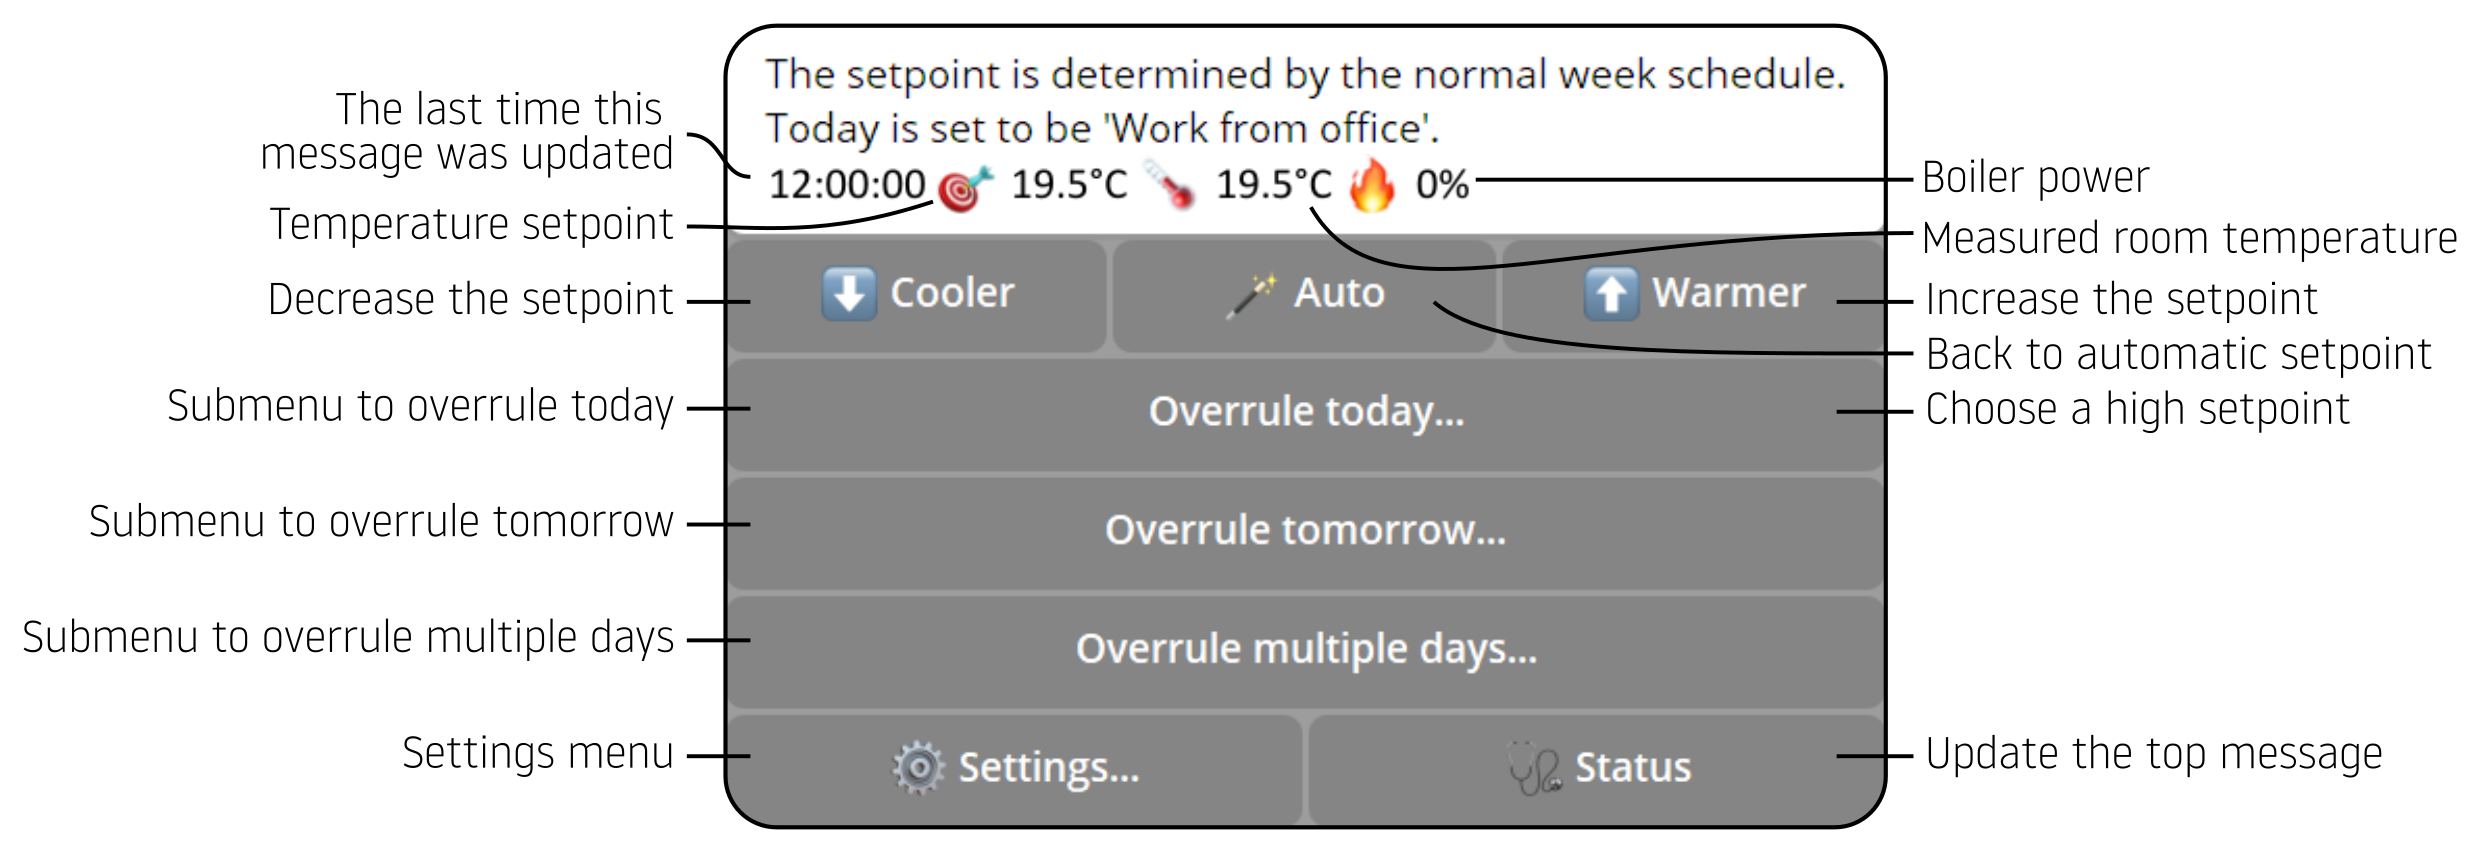 The setpoint is determined by the normal week schedule.
Today is set to be 'Work from office'.
12:00:00 19.5°C 19.5°C 0%
Cooler Auto Warmer
Overrule today...
Overrule tomorrow...
Overrule multiple days...
Settings... Status
The last time this
message was updated
Temperature setpoint
Decrease the setpoint
Submenu to overrule today
Submenu to overrule tomorrow
Submenu to overrule multiple days
Settings menu
Boiler power
Measured room temperature
Increase the setpoint
Back to automatic setpoint
Choose a high setpoint
Update the top message